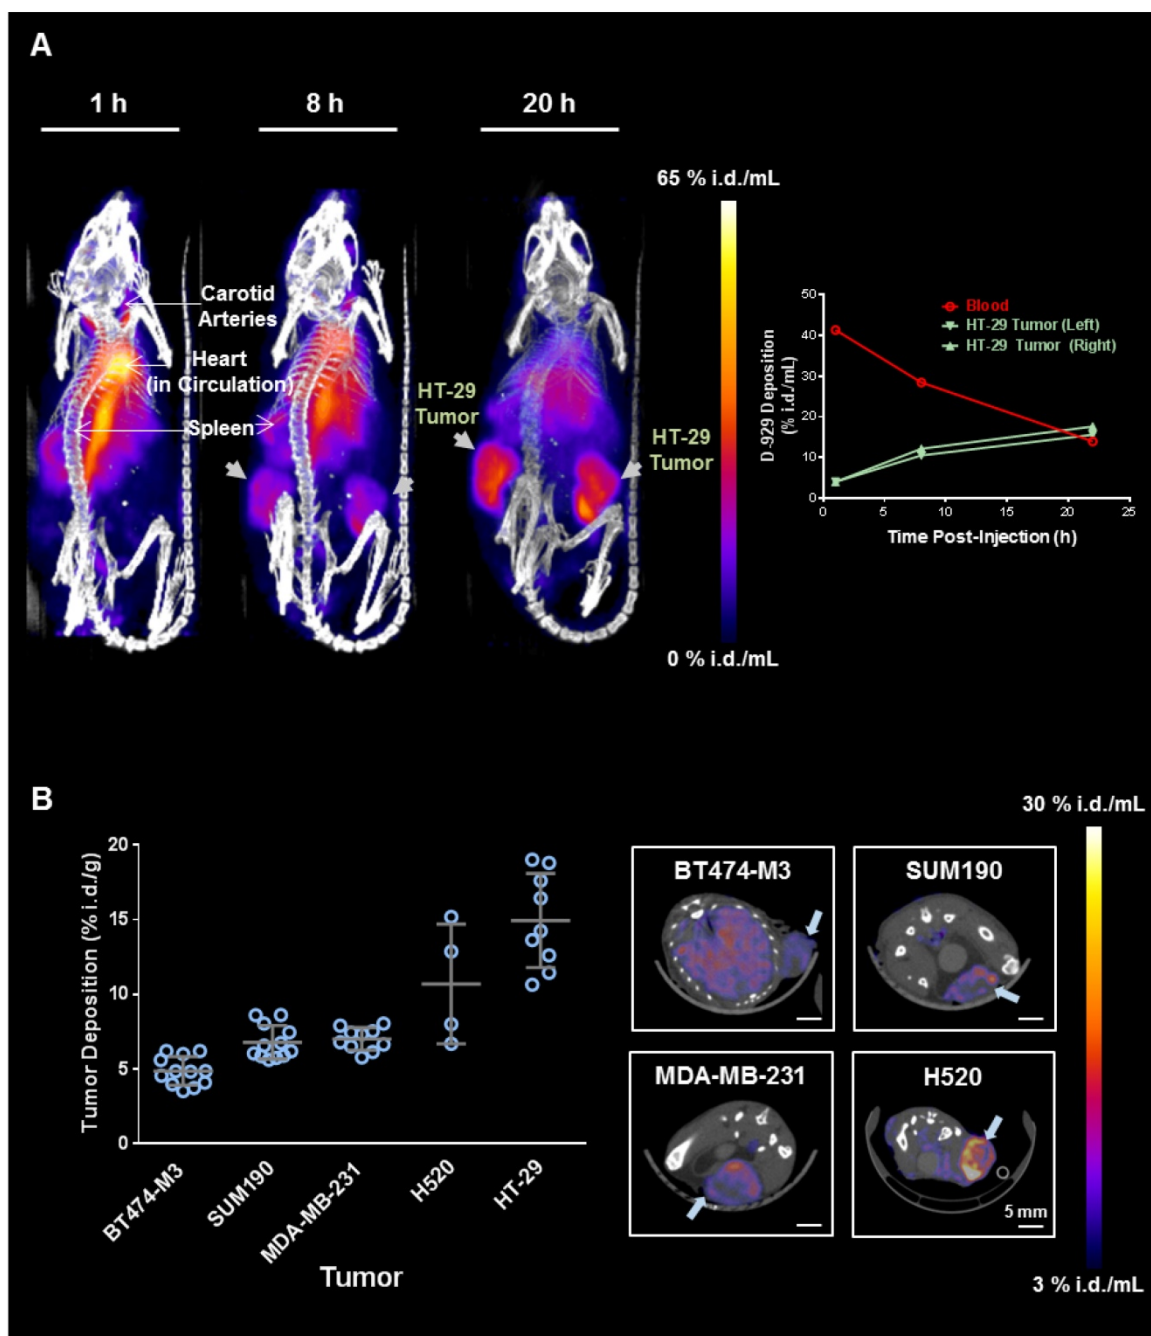 A
1 h
8 h
20 h
65 % i.d./mL
0 % i.d./mL
Carotid
Arteries
Heart
(in Circulation)
Spleen
HT-29
Tumor
HT-29
Tumor
Blood
HT-29 Tumor (Left)
HT-29 Tumor (Right)
D-929 Deposition
(% i.d./mL)
50
40
30
20
10
0
0
5
10
15
20
25
Time Post-Injection (h)
B
Tumor Deposition (% i.d./g)
20
15
10
5
0
BT474-M3
SUM190
MDA-MB-231
H520
HT-29
Tumor
BT474-M3
SUM190
MDA-MB-231
H520
5 mm
30 % i.d./mL
3 % i.d./mL